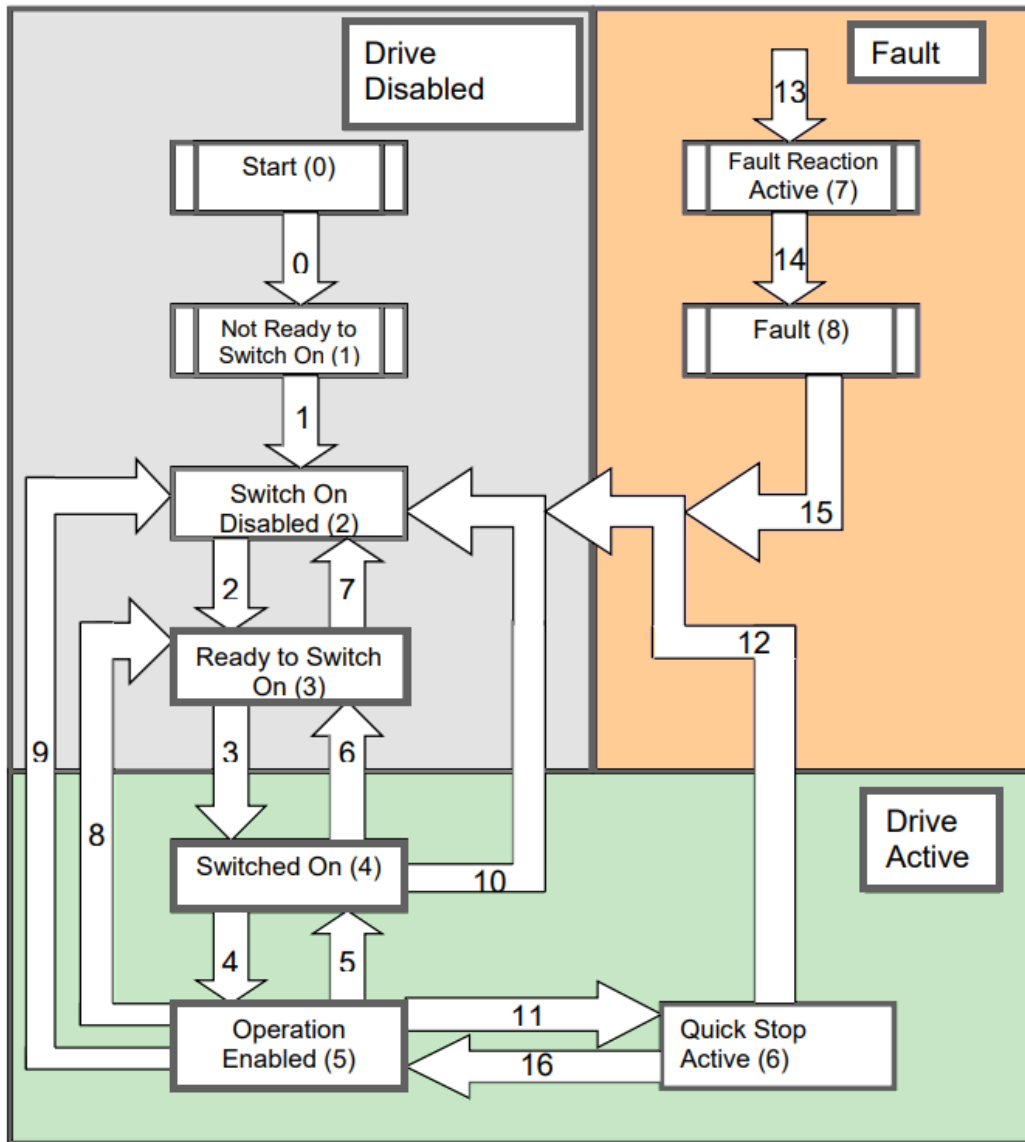 Drive
Disabled
Fault
13
Start (0)
Fault Reaction
Active (7)
0
14
Not Ready to
Switch On (1)
Fault (8)
1
Switch On
Disabled (2)
15
2
7
12
Ready to Switch
On (3)
9
3
6
8
Drive
Active
Switched On (4)
10
4
5
11
Operation
Enabled (5)
Quick Stop
Active (6)
16